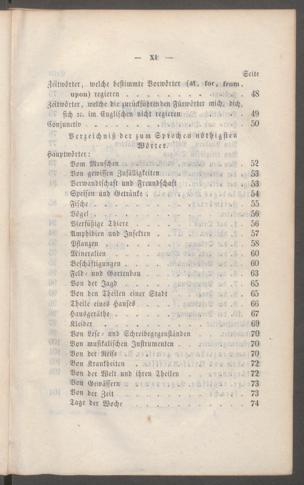 — XI —
Seite
Zeitwörter, welche bestimmte Vorwörter (at, for, from,
upon) regieren . . . . . . . . . . . 48
Zeitwörter, welche die zurückführenden Fürwörter mich, dich,
sich ꝛc. im Englischen nicht regieren . . . . . 49
Conjunctiv . . . . . . . . . . . . . 50
Verzeichniß der zum Sprechen nöthigsten
Wörter.
Hauptwörter:
Vom Menschen . . . . . . . . . . . 52
Von gewissen Zufälligkeiten . . . . . . . 53
Verwandtschaft und Freundschaft . . . . . . 53
Speisen und Getränke . . . . . . . . . 54
Fische . . . . . . . . . . . . . 55
Vögel . . . . . . . . . . . . . 56
Vierfüßige Thiere . . . . . . . . . . 56
Amphibien und Insekten . . . . . . . . 57
Pflanzen . . . . . . . . . . . . 58
Mineralien . . . . . . . . . . . . 60
Beschäftigungen . . . . . . . . . . 60
Feld- und Gartenbau . . . . . . . . . 63
Von der Jagd . . . . . . . . . . . 65
Von den Theilen einer Stadt . . . . . . . 65
Theile eines Hauses . . . . . . . . . 66
Hausgeräthe . . . . . . . . . . . 67
Kleider . . . . . . . . . . . . . 69
Von Lese- und Schreibegegenständen . . . . . 70
Von musikalischen Instrumenten . . . . . . 70
Von der Reise . . . . . . . . . . . 70
Von Krankheiten . . . . . . . . . . 72
Von der Welt und ihren Theilen . . . . . . 72
Von Gewässern . . . . . . . . . . . 73
Von der Zeit . . . . . . . . . . . 73
Tage der Woche . . . . . . . . . . . 74